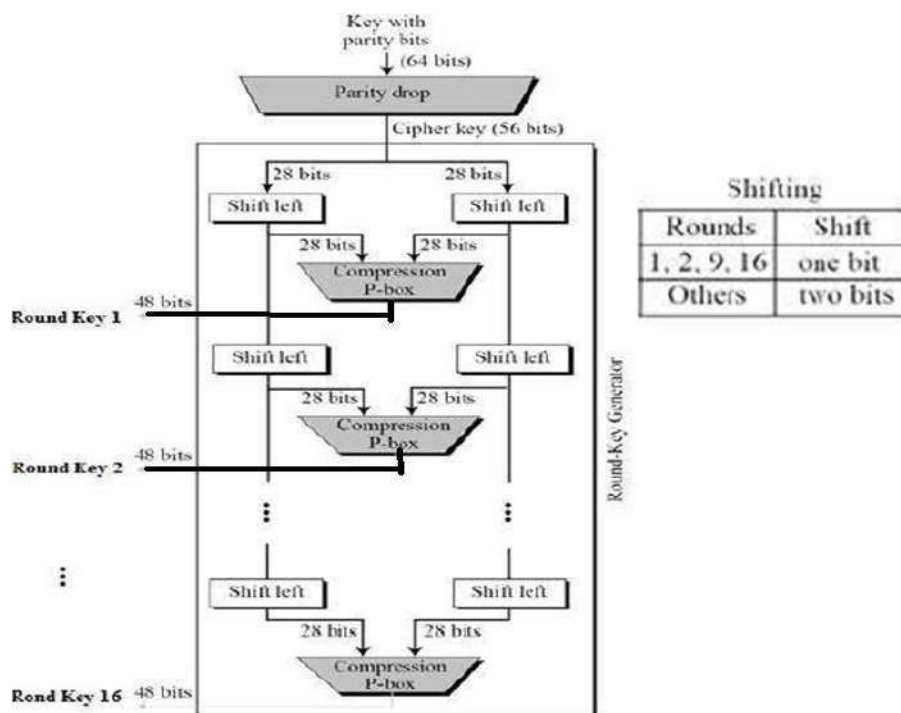 Key with
parity bits
(64 bits)
Parity drop
Cipher key (56 bits)
28 bits
28 bits
Shift left
Shift left
28 bits
28 bits
Compression
P-box
48 bits
Round Key 1
Shift left
Shift left
28 bits
28 bits
Compression
P-box
48 bits
Round Key 2
Shift left
Shift left
28 bits
28 bits
Compression
P-box
48 bits
Rond Key 16
Round-Key Generator
Shifting
Rounds Shift
1, 2, 9, 16 one bit
Others two bits